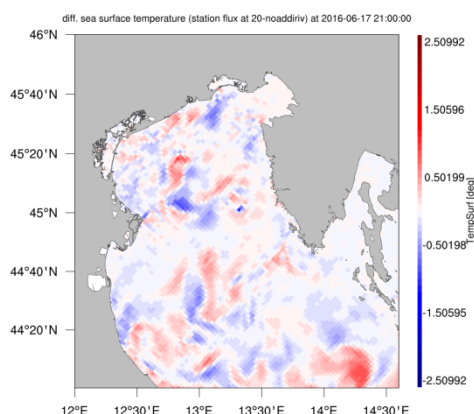 diff. sea surface temperature (station flux at 20-noaddiriv) at 2016-06-17 21:00:00
46°N
45°40'N
45°20'N
45°N
44°40'N
44°20'N
12°E
12°30'E
13°E
13°30'E
14°E
14°30'E
2.50992
1.50596
0.50199
-0.50198
-1.50595
-2.50992
TempSurf [deg]